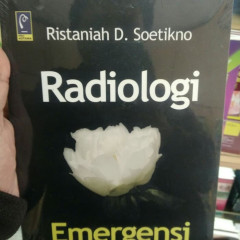 Ristaniah D. Soetikno
Radiologi
Emergensi